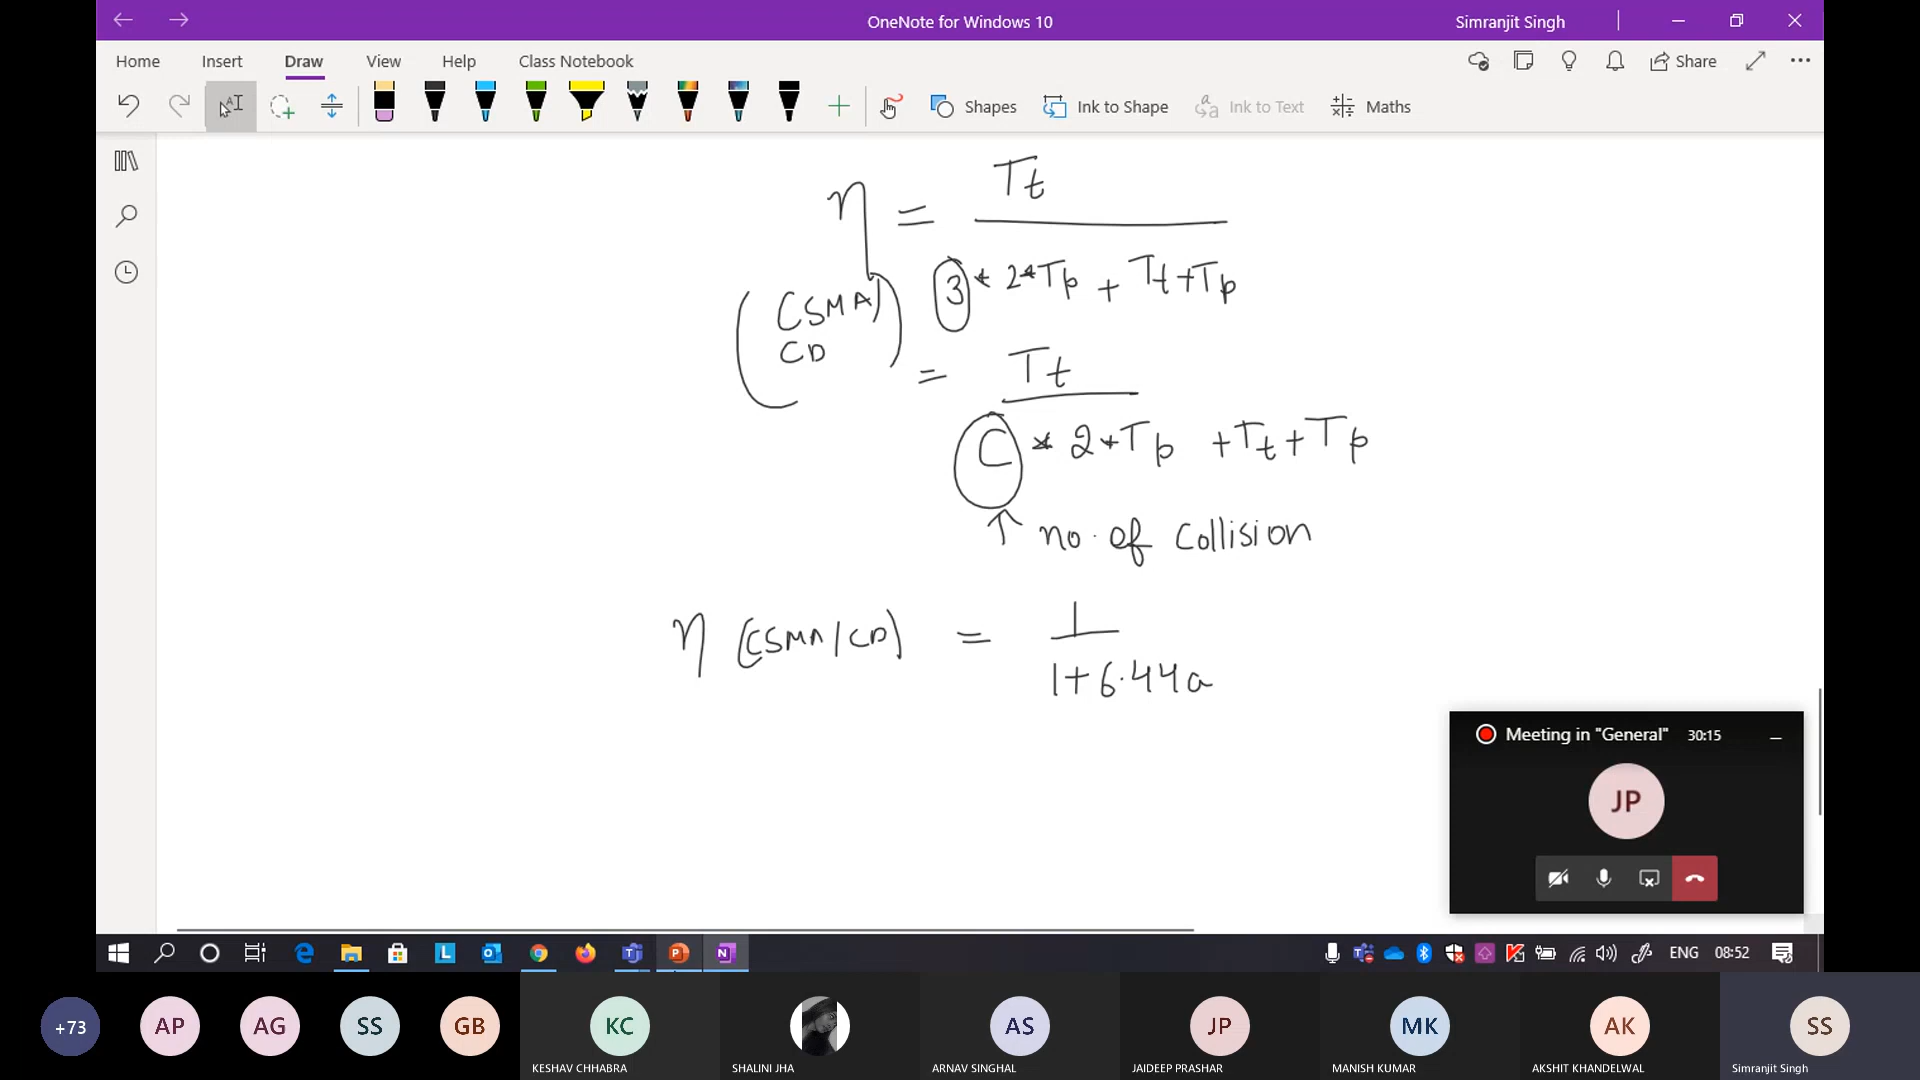 OneNote for Windows 10
Simranjit Singh
Home Insert Draw View Help Class Notebook
Share
Shapes Ink to Shape Ink to Text Maths
η = Tt
3 * 2*Tp + Tt+Tp
(CSMA)
CD
= Tt
C * 2*Tp +Tt+Tp
↑ no. of Collision
η (CSMA/CD) = 1
1+6.44a
Meeting in "General" 30:15
JP
ENG 08:52
+73 AP AG SS GB KC AS JP MK AK SS
KESHAV CHHABRA SHALINI JHA ARNAV SINGHAL JAIDEEP PRASHAR MANISH KUMAR AKSHIT KHANDELWAL Simranjit Singh